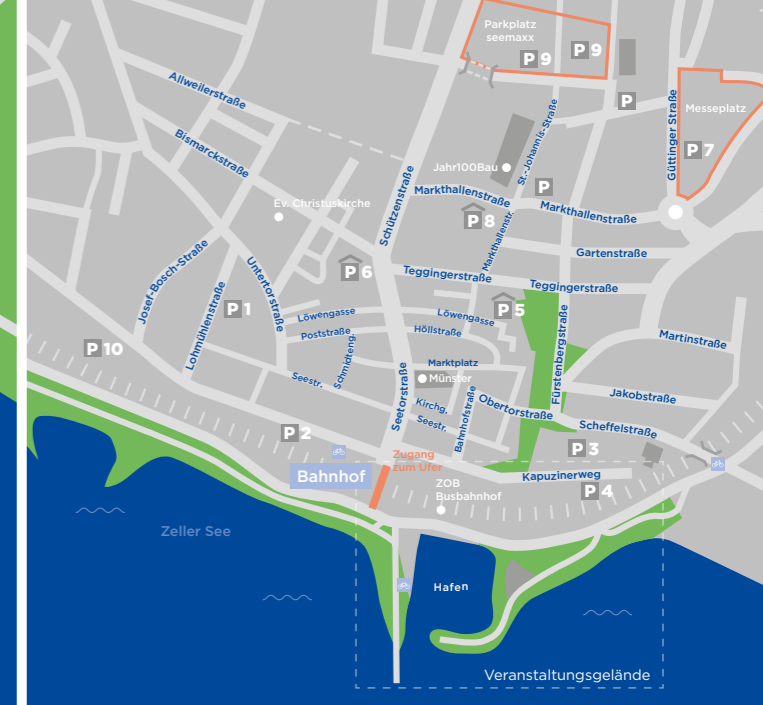 Parkplatz
seemaxx
P 9
P 9
P
Messeplatz
P 7
Allweilerstraße
Bismarckstraße
Güttinger Straße
St.-Johannis-Straße
Jahr100Bau
Schützenstraße
Markthallenstraße
P
Markthallenstraße
Ev. Christuskirche
P 8
Markthallenstr.
Gartenstraße
Josef-Bosch-Straße
Untertorstraße
P 6
Teggingerstraße
Teggingerstraße
Lohmühlenstraße
P 1
Löwengasse
Löwengasse
P 5
Poststraße
Höllstraße
Fürstenbergstraße
Martinstraße
P 10
Schmidteng.
Seestr.
Marktplatz
Münster
Seetorstraße
Kirchg.
Seestr.
Bahnhofstraße
Obertorstraße
Jakobstraße
Scheffelstraße
P 2
P 3
Zugang
zum Ufer
Bahnhof
Kapuzinerweg
P 4
ZOB
Busbahnhof
Zeller See
Hafen
Veranstaltungsgelände